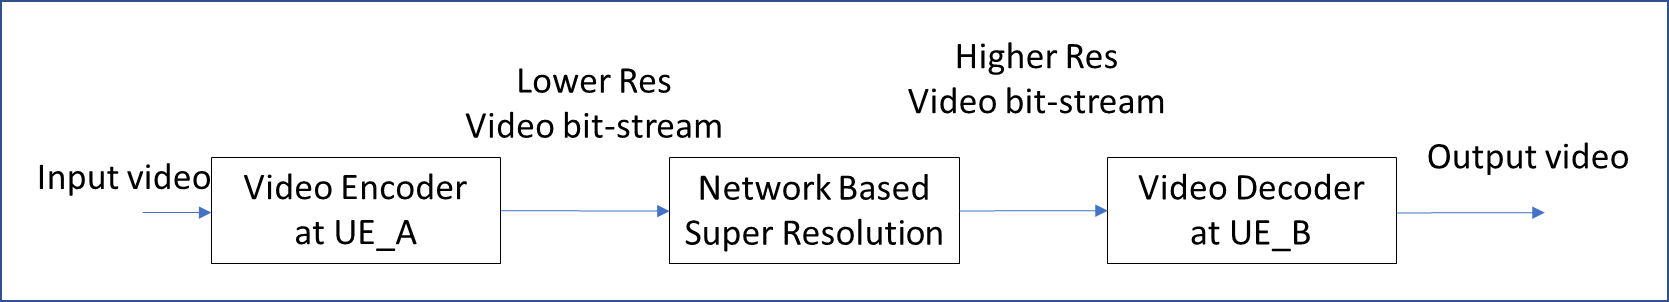 Input video
Video Encoder
at UE_A
Lower Res
Video bit-stream
Network Based
Super Resolution
Higher Res
Video bit-stream
Video Decoder
at UE_B
Output video